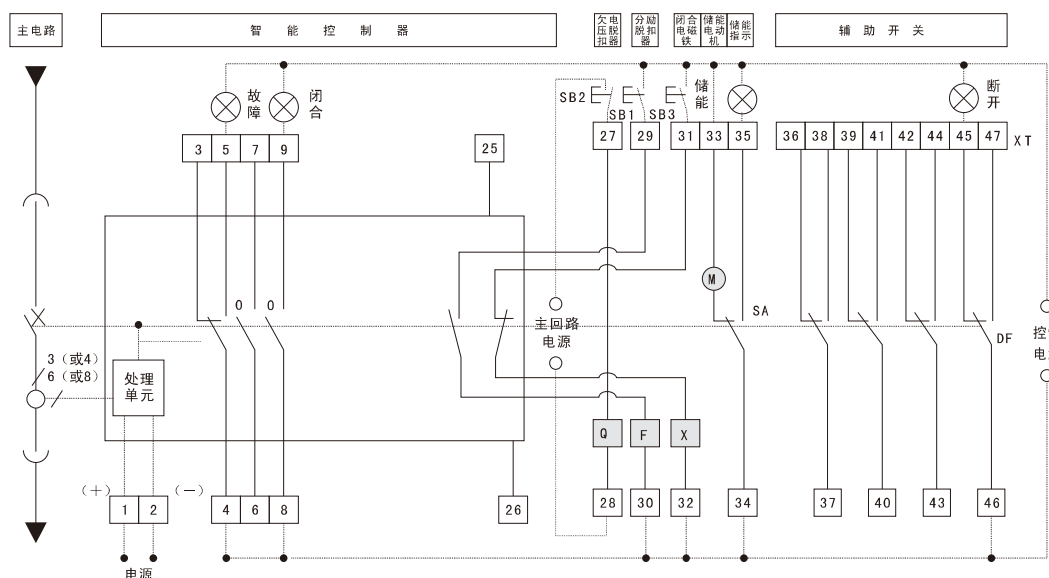 主电路
智能控制器
欠电压脱扣器
分励脱扣器
闭合电磁铁
储能电动机
储能指示
辅助开关
故障
闭合
SB2
SB1
SB3
储能
断开
3 5 7 9
25
27 29 31 33 35
36 38 39 41 42 44 45 47
XT
M
0 0
SA
主回路
电源
DF
3（或4）
6（或8）
处理
单元
Q F X
（+）
（—）
1 2
4 6 8
26
28 30 32 34
37 40 43 46
电源